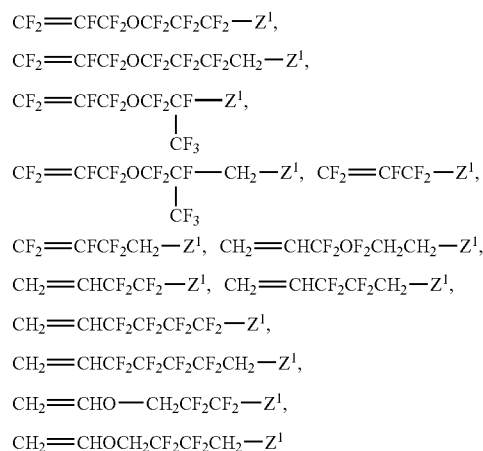 CF₂=CFCF₂OCF₂CF₂CF₂—Z¹,
CF₂=CFCF₂OCF₂CF₂CF₂CH₂—Z¹,
CF₂=CFCF₂OCF₂CF—Z¹,
CF₃
CF₂=CFCF₂OCF₂CF—CH₂—Z¹, CF₂=CFCF₂—Z¹,
CF₃
CF₂=CFCF₂CH₂—Z¹, CH₂=CHCF₂OF₂CCH₂CH₂—Z¹,
CH₂=CHCF₂CF₂—Z¹, CH₂=CHCF₂CF₂CH₂—Z¹,
CH₂=CHCF₂CF₂CF₂CF₂—Z¹,
CH₂=CHCF₂CF₂CF₂CF₂CH₂—Z¹,
CH₂=CHO—CH₂CF₂CF₂—Z¹,
CH₂=CHOCH₂CF₂CF₂CH₂—Z¹